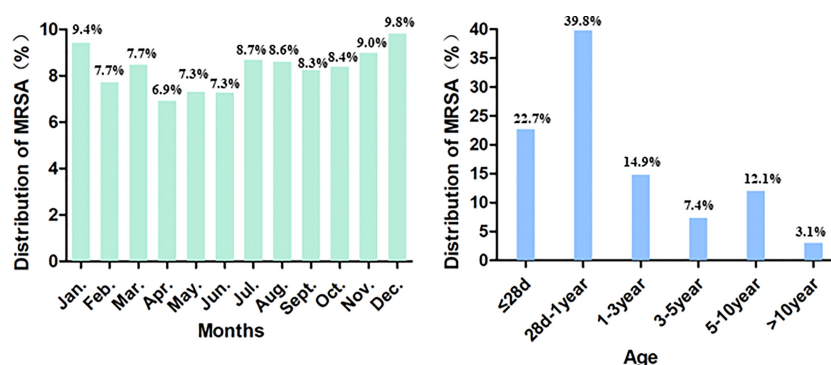 Distribution of MRSA (%)
10
8
6
4
2
0
9.4%
7.7%
7.7%
6.9%
7.3%
7.3%
8.7%
8.6%
8.3%
8.4%
9.0%
9.8%
Jan.
Feb.
Mar.
Apr.
May.
Jun.
Jul.
Aug.
Sept.
Oct.
Nov.
Dec.
Months
Distribution of MRSA (%)
40
35
30
25
20
15
10
5
0
22.7%
39.8%
14.9%
7.4%
12.1%
3.1%
≤28d
28d-1year
1-3year
3-5year
5-10year
>10year
Age